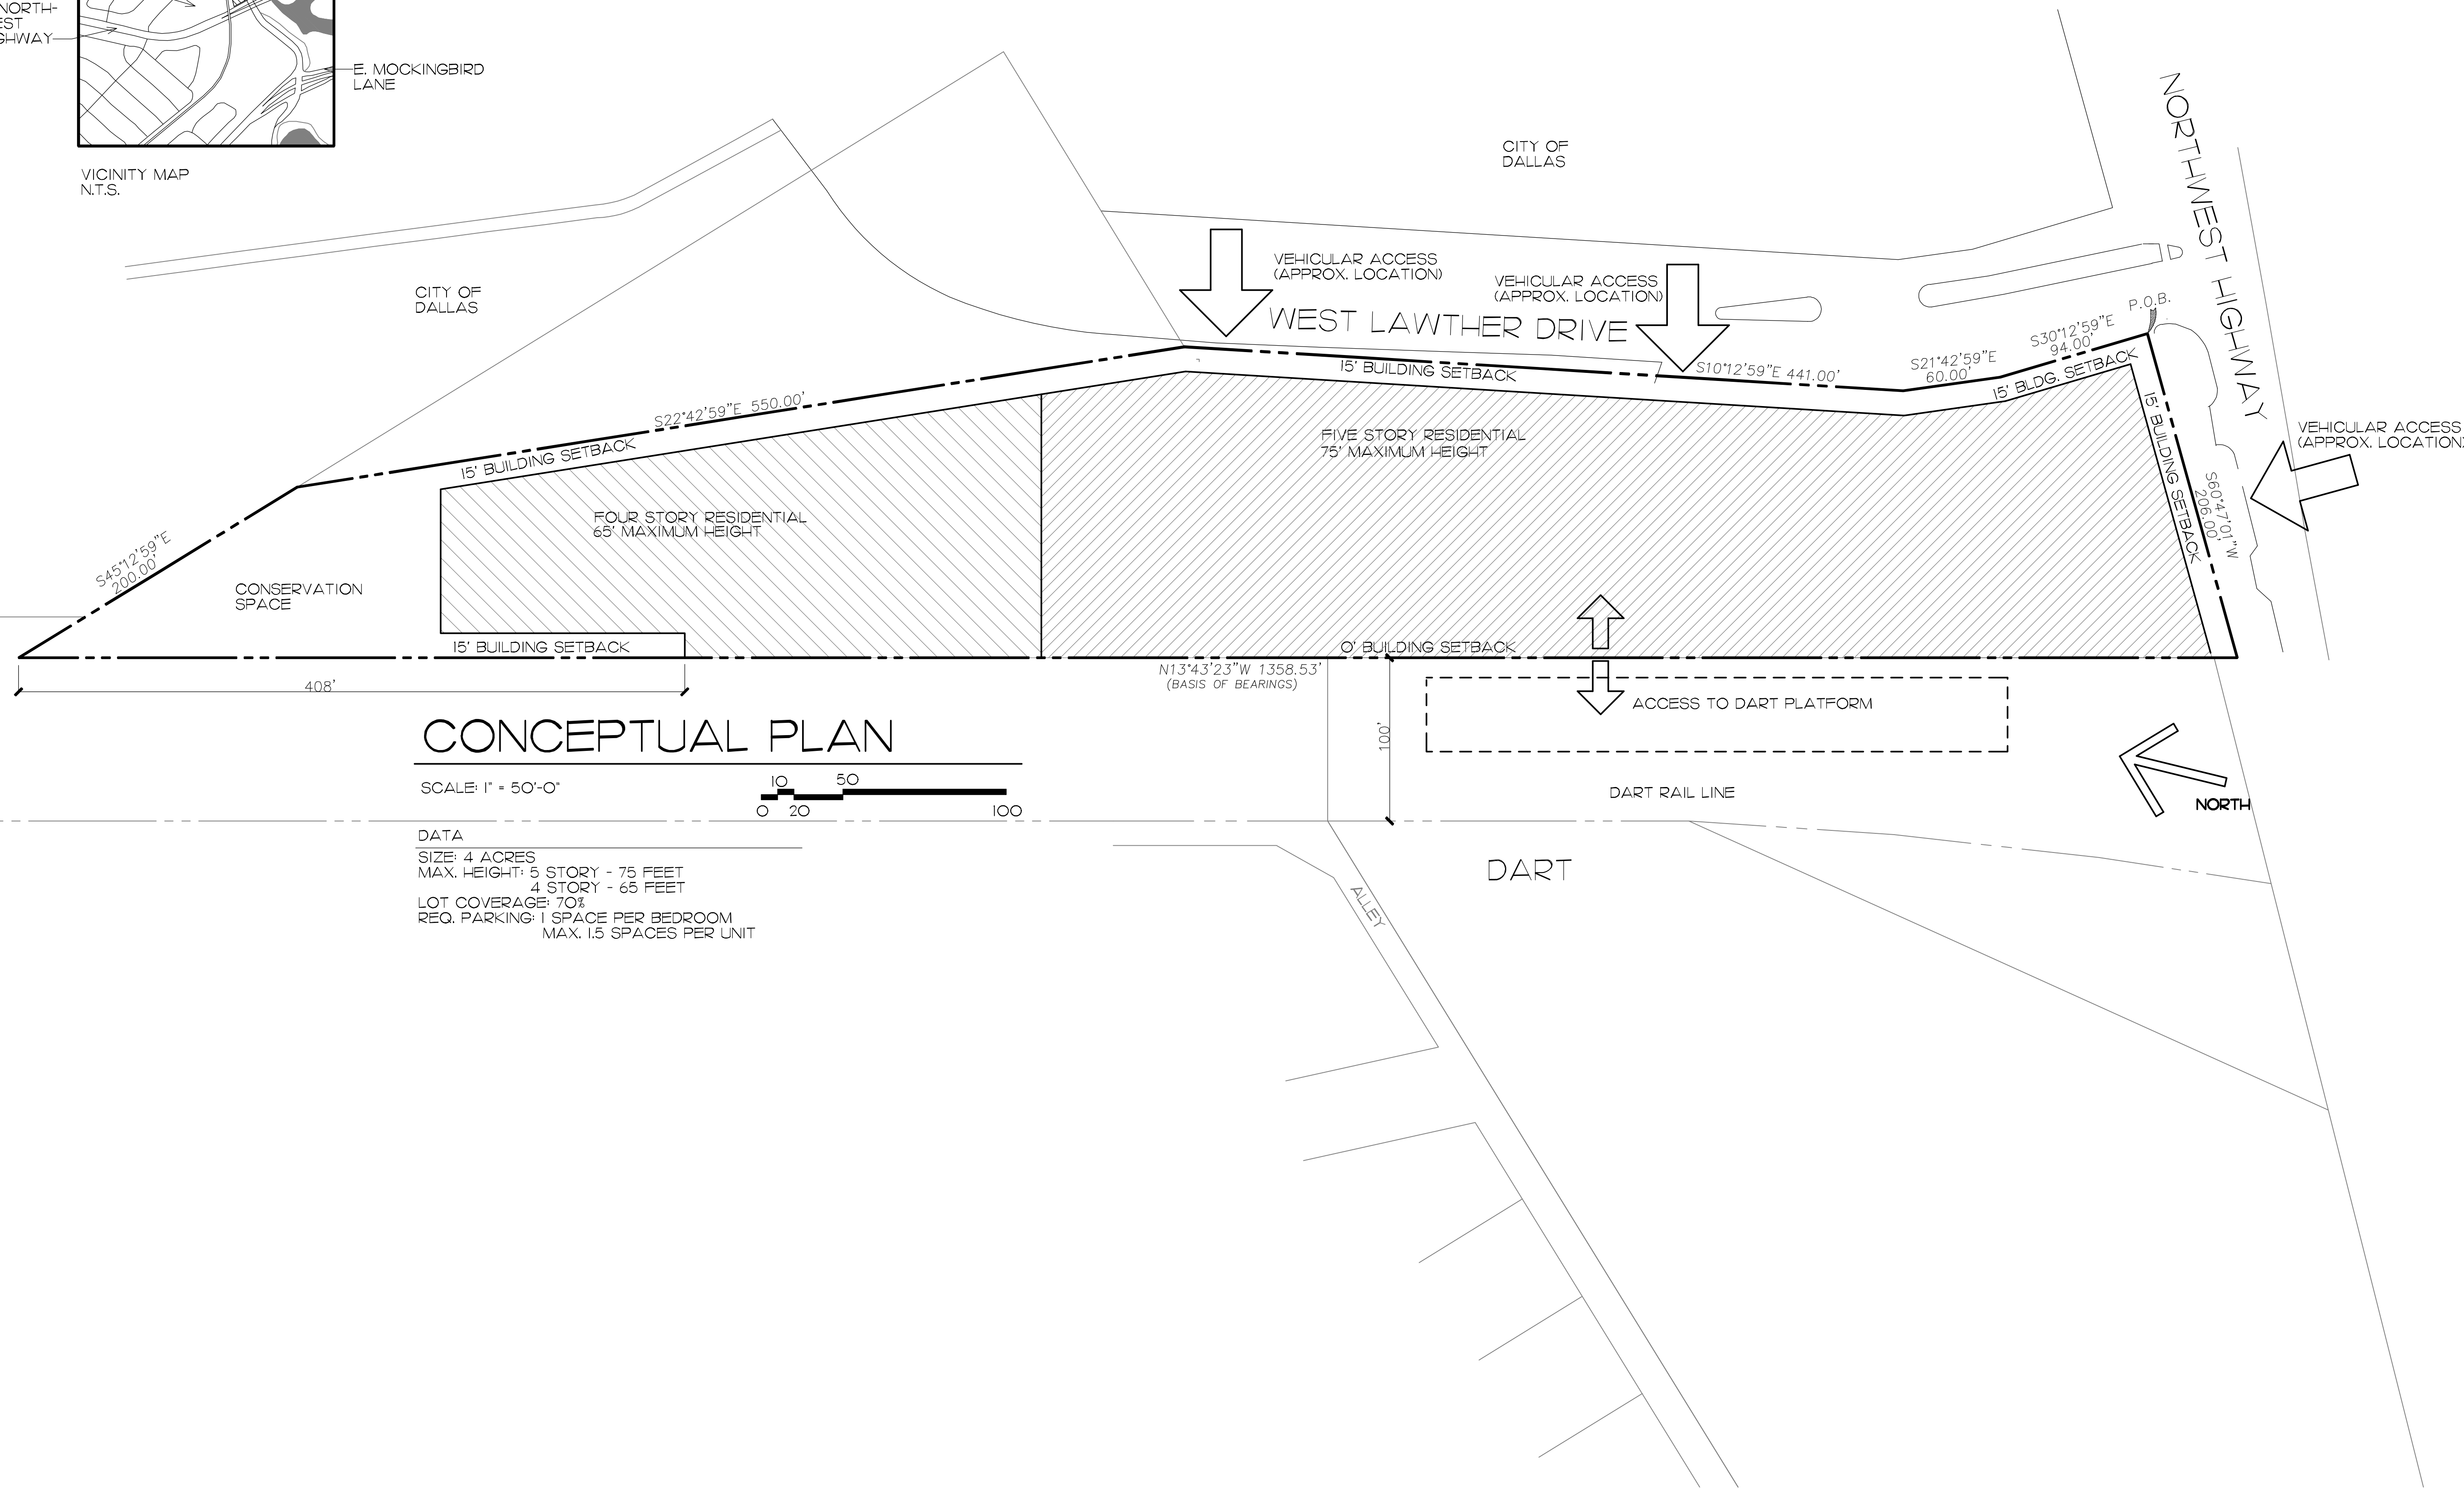 NORTH-
EST
GHWAY
E. MOCKINGBIRD
LANE
VICINITY MAP
N.T.S.
CITY OF
DALLAS
CITY OF
DALLAS
NORTHWEST HIGHWAY
VEHICULAR ACCESS
(APPROX. LOCATION)
VEHICULAR ACCESS
(APPROX. LOCATION)
WEST LAWTHER DRIVE
P.O.B.
S30°12'59"E
94.00'
S21°42'59"E
60.00'
S10°12'59"E 441.00'
15' BUILDING SETBACK
15' BLDG. SETBACK
15' BUILDING SETBACK
S60°47'01"W
206.00'
VEHICULAR ACCESS
(APPROX. LOCATION)
S22°42'59"E 550.00'
15' BUILDING SETBACK
FIVE STORY RESIDENTIAL
75' MAXIMUM HEIGHT
FOUR STORY RESIDENTIAL
65' MAXIMUM HEIGHT
S45°12'59"E
200.00'
CONSERVATION
SPACE
15' BUILDING SETBACK
0' BUILDING SETBACK
N13°43'23"W 1358.53'
(BASIS OF BEARINGS)
408'
100'
ACCESS TO DART PLATFORM
DART RAIL LINE
NORTH
CONCEPTUAL PLAN
SCALE: 1" = 50'-0"
10 50
0 20 100
DATA
SIZE: 4 ACRES
MAX. HEIGHT: 5 STORY - 75 FEET
4 STORY - 65 FEET
LOT COVERAGE: 70%
REQ. PARKING: 1 SPACE PER BEDROOM
MAX. 1.5 SPACES PER UNIT
DART
ALLEY